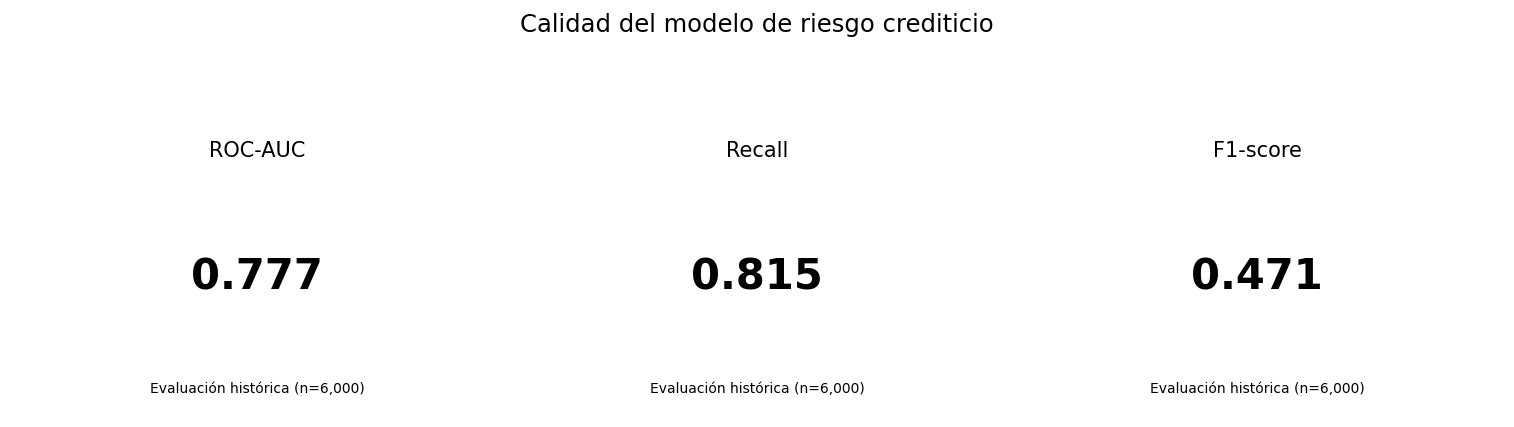 Calidad del modelo de riesgo crediticio
ROC-AUC
Recall
F1-score
0.777
0.815
0.471
Evaluación histórica (n=6,000)
Evaluación histórica (n=6,000)
Evaluación histórica (n=6,000)